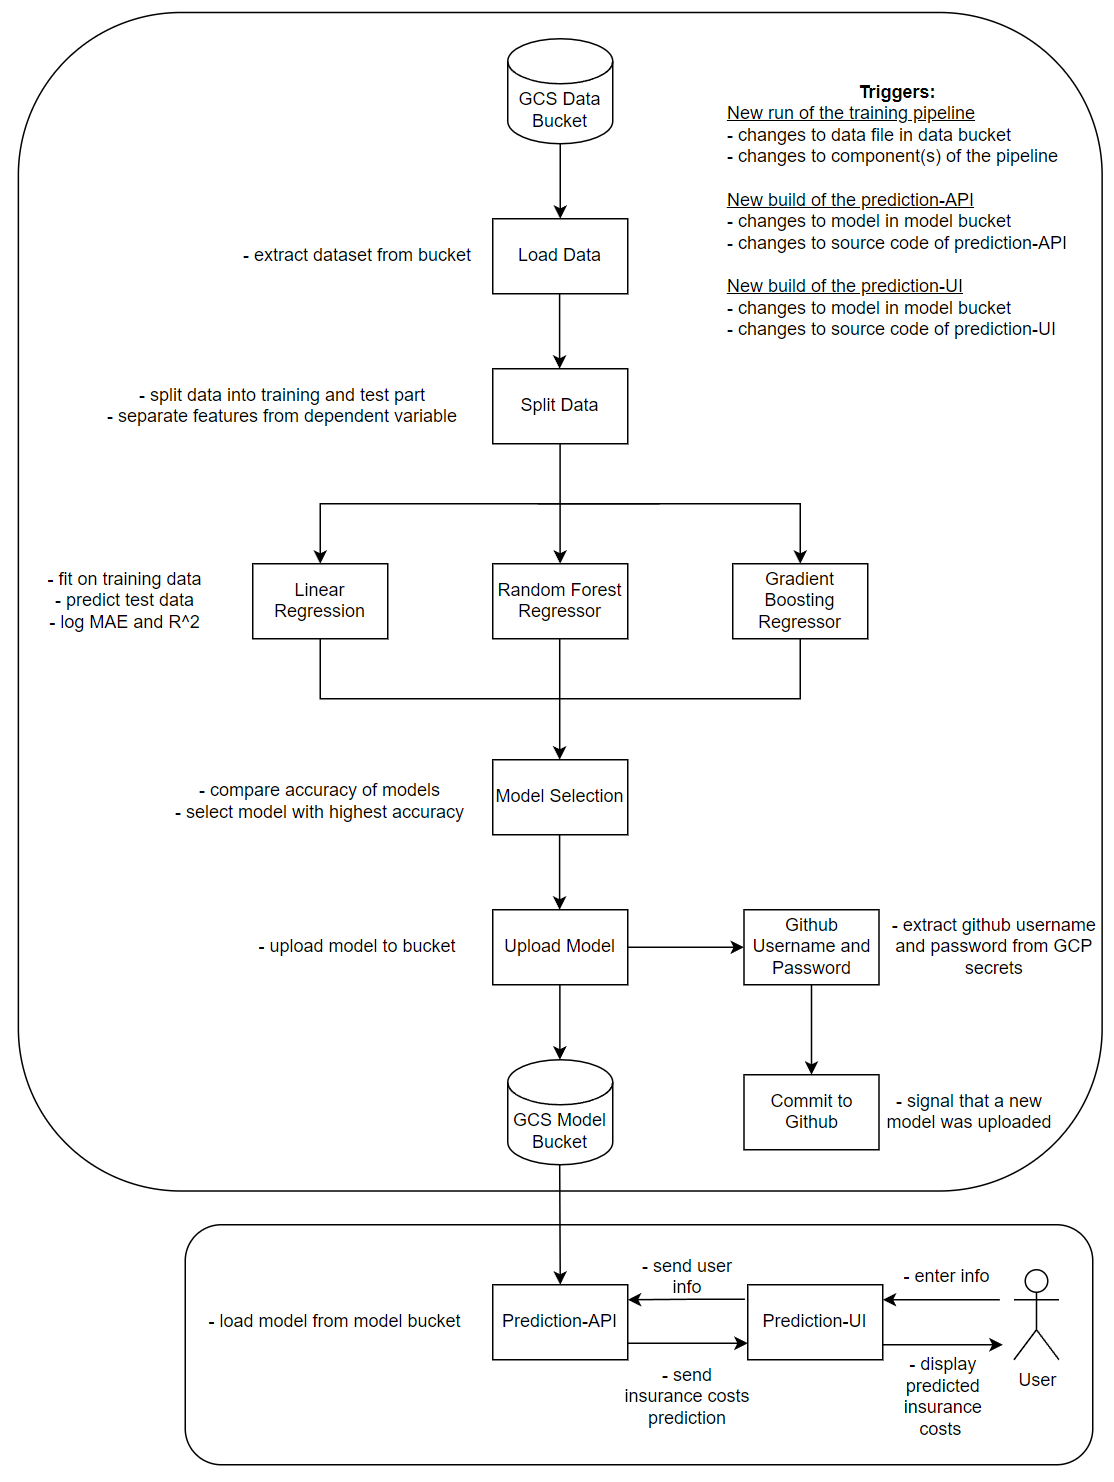 GCS Data
Bucket
Triggers:
New run of the training pipeline
- changes to data file in data bucket
- changes to component(s) of the pipeline
New build of the prediction-API
- changes to model in model bucket
- changes to source code of prediction-API
New build of the prediction-UI
- changes to model in model bucket
- changes to source code of prediction-UI
- extract dataset from bucket
Load Data
- split data into training and test part
- separate features from dependent variable
Split Data
- fit on training data
- predict test data
- log MAE and R^2
Linear
Regression
Random Forest
Regressor
Gradient
Boosting
Regressor
- compare accuracy of models
- select model with highest accuracy
Model Selection
- upload model to bucket
Upload Model
Github
Username and
Password
- extract github username
and password from GCP
secrets
GCS Model
Bucket
Commit to
Github
- signal that a new
model was uploaded
- load model from model bucket
Prediction-API
- send user
info
- send
insurance costs
prediction
Prediction-UI
- enter info
- display
predicted
insurance
costs
User